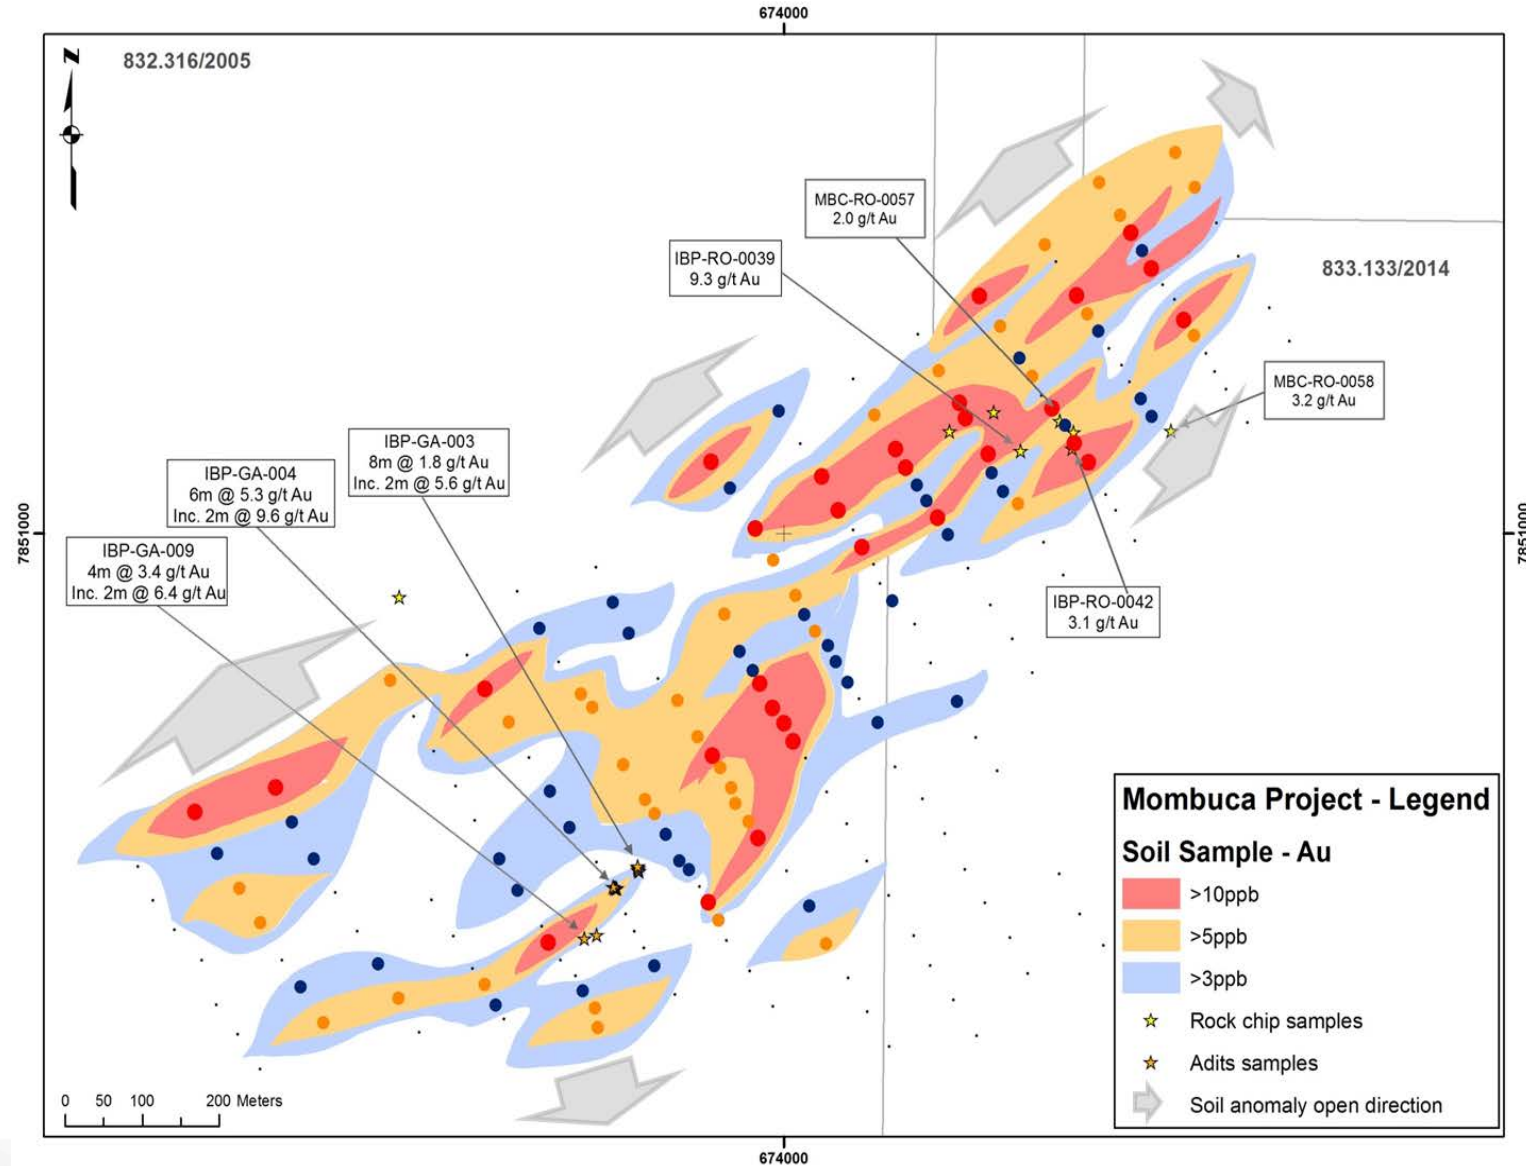 674000
832.316/2005
N
MBC-RO-0057
2.0 g/t Au
IBP-RO-0039
9.3 g/t Au
833.133/2014
MBC-RO-0058
3.2 g/t Au
IBP-GA-003
8m @ 1.8 g/t Au
Inc. 2m @ 5.6 g/t Au
IBP-GA-004
6m @ 5.3 g/t Au
Inc. 2m @ 9.6 g/t Au
7851000
7851000
IBP-GA-009
4m @ 3.4 g/t Au
Inc. 2m @ 6.4 g/t Au
IBP-RO-0042
3.1 g/t Au
Mombuca Project - Legend
Soil Sample - Au
>10ppb
>5ppb
>3ppb
Rock chip samples
Adits samples
Soil anomaly open direction
0 50 100 200 Meters
674000